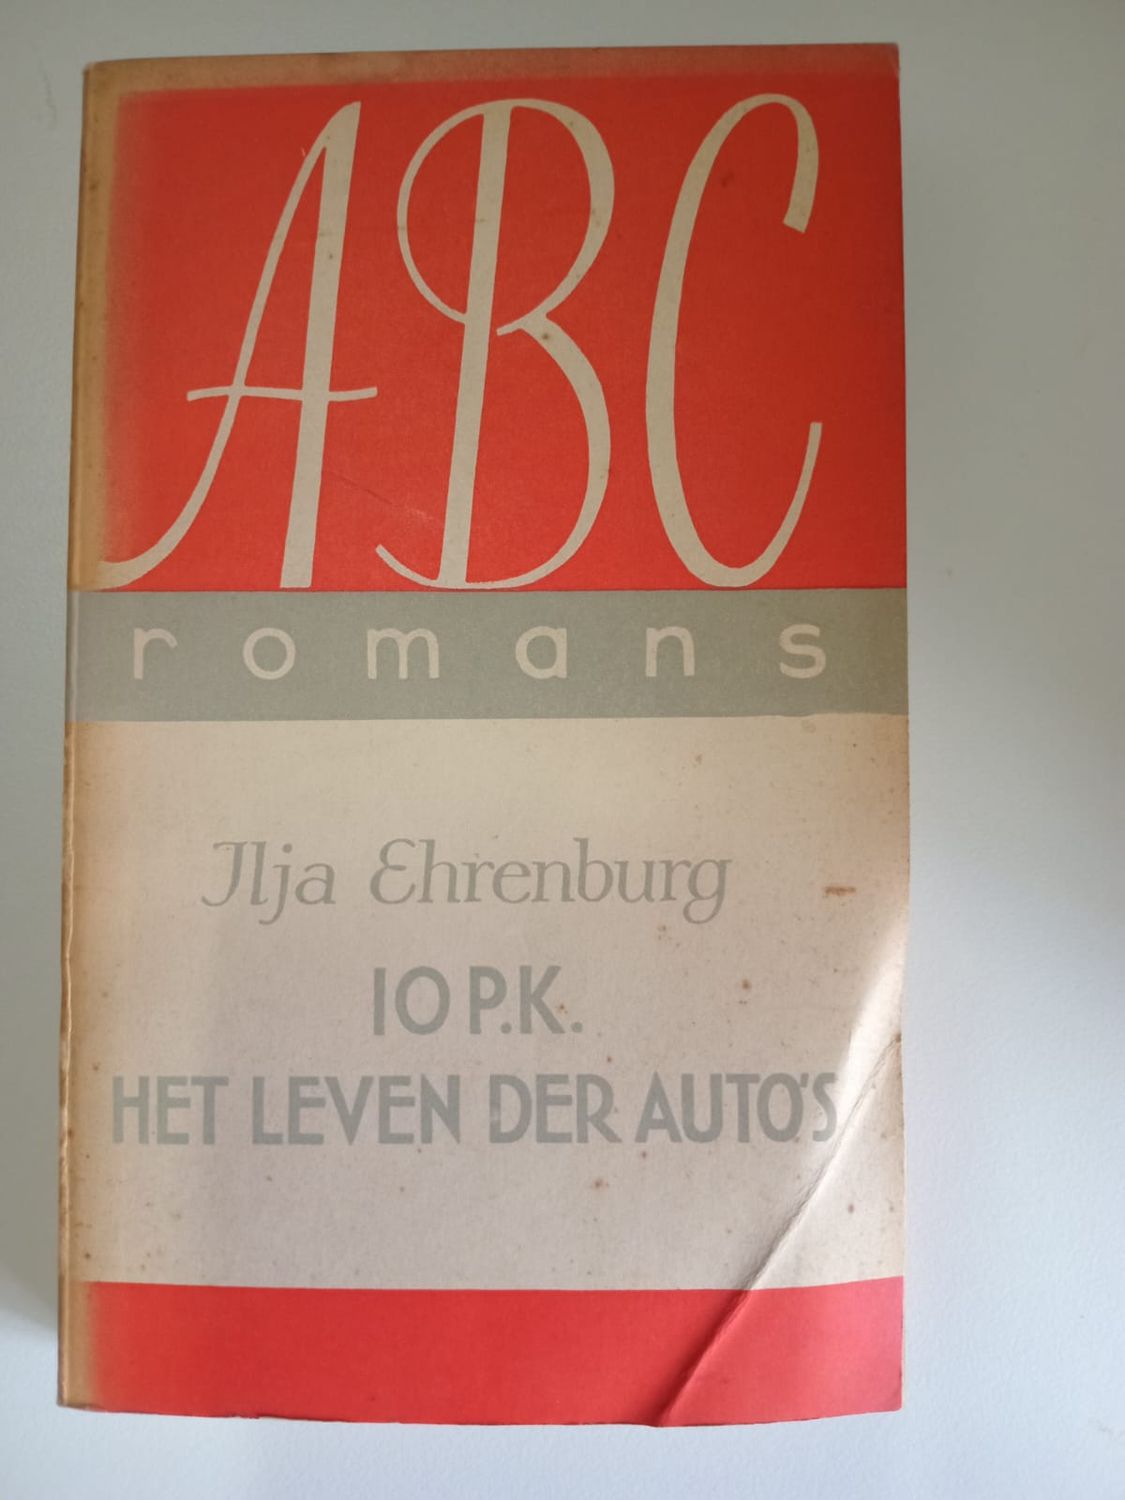 ABC
romans
Ilja Ehrenburg
10 P.K.
HET LEVEN DER AUTO'S